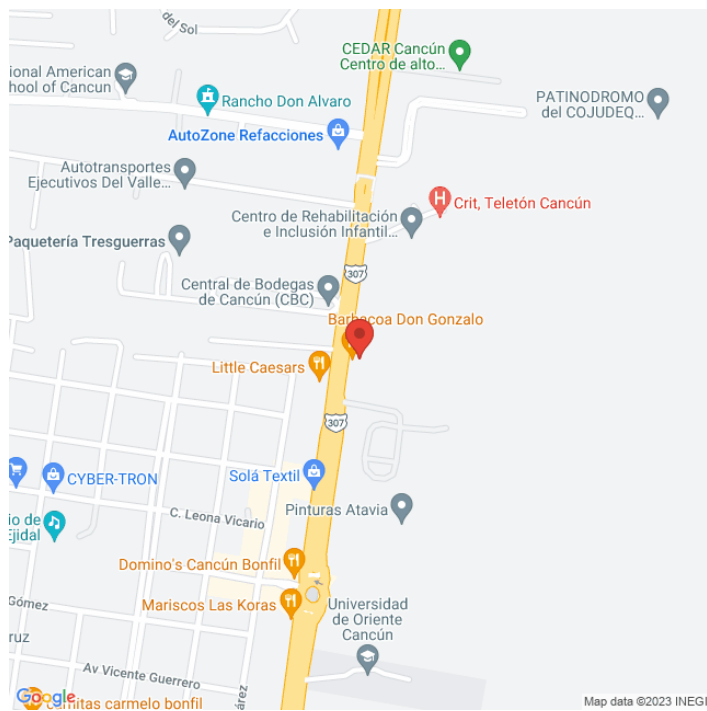 del Sol
CEDAR Cancún
Centro de alto...
ional American
hool of Cancun
Rancho Don Alvaro
PATINODROMO
del COJUDEQ...
AutoZone Refacciones
Autotransportes
Ejecutivos Del Valle...
Crit, Teletón Cancún
Centro de Rehabilitación
e Inclusión Infantil...
Paquetería Tresguerras
307
Central de Bodegas
de Cancún (CBC)
Barbacoa Don Gonzalo
Little Caesars
307
Solá Textil
CYBER-TRON
C. Leona Vicario
Pinturas Atavia
io de
Ejidal
Domino's Cancún Bonfil
Mariscos Las Koras
Gómez
Universidad
de Oriente
Cancún
ruz
Av Vicente Guerrero
árez
Google
carmelo bonfil
Map data ©2023 INEGI